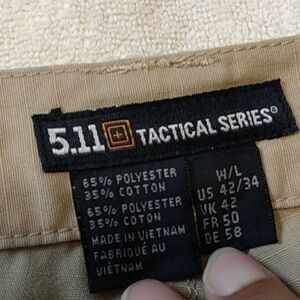 5.11 TACTICAL SERIES®
65% POLYESTER
35% COTTON
65% POLYESTER
35% COTON
MADE IN VIETNAM
FABRIQUÉ AU
VIÊTNAM
W/L
US 42/34
UK 42
FR 50
DE 58